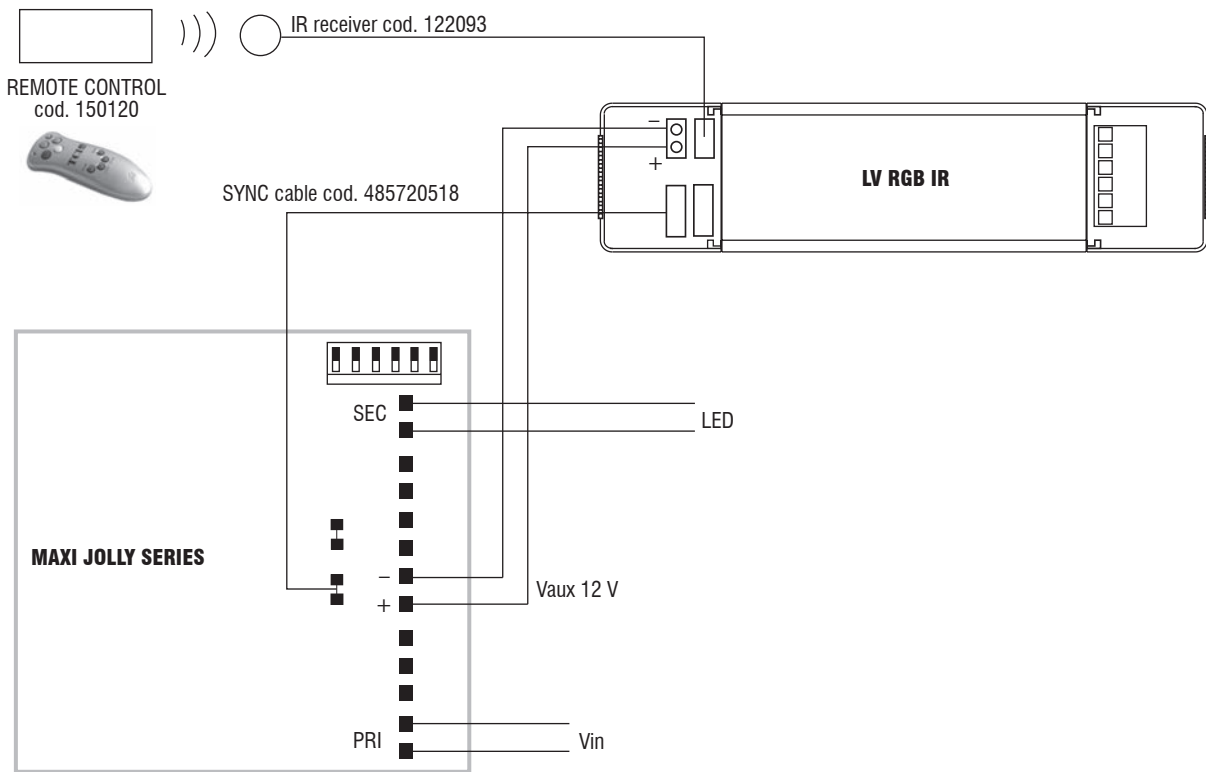 IR receiver cod. 122093
REMOTE CONTROL
cod. 150120
−
+
LV RGB IR
SYNC cable cod. 485720518
SEC
LED
MAXI JOLLY SERIES
−
+
Vaux 12 V
PRI
Vin